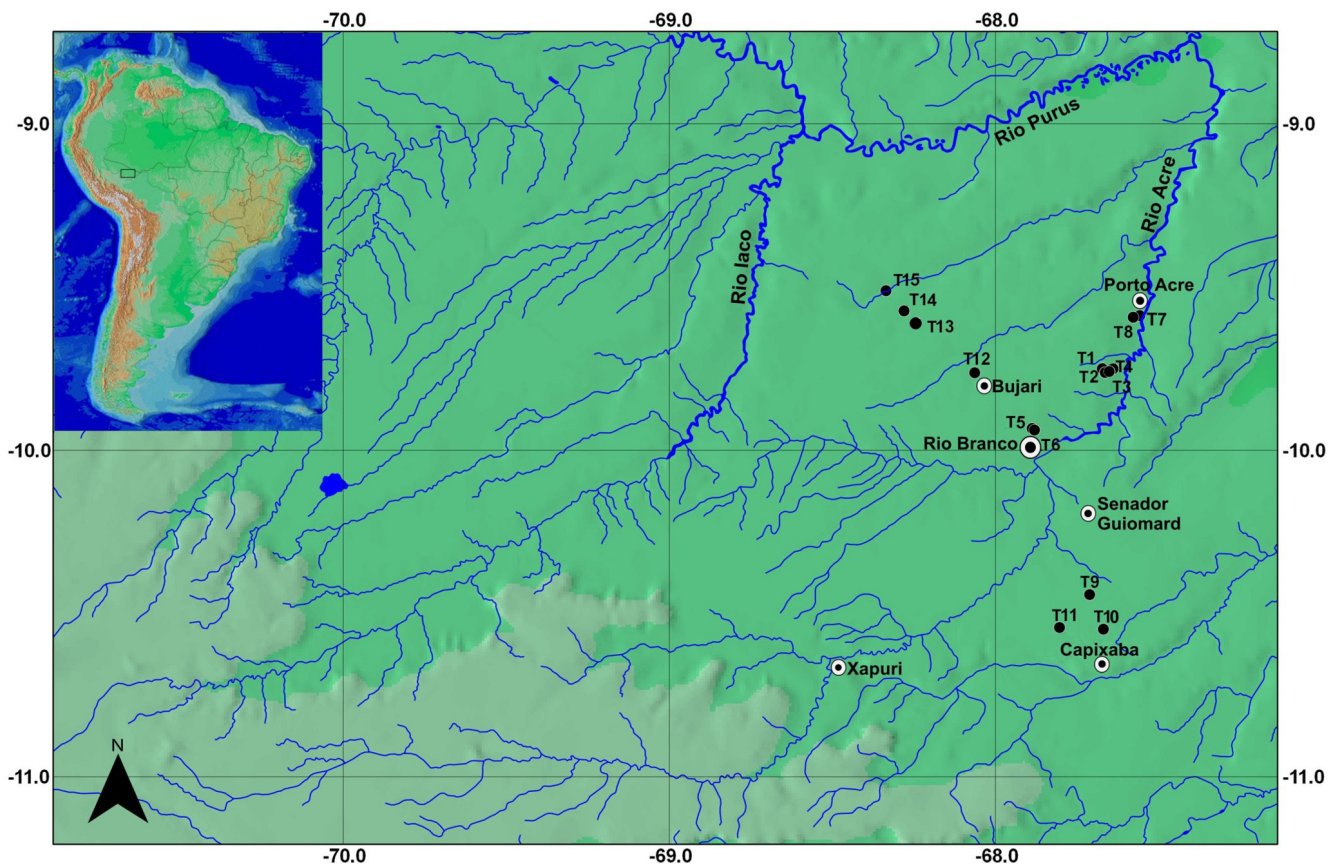 -70.0
-69.0
-68.0
-9.0
-9.0
Rio Purus
Rio Acre
Rio Iaco
T15
Porto Acre
T14
T13
T7
T8
T12
T1
T4
T2
T3
Bujari
T5
Rio Branco
T6
-10.0
-10.0
Senador
Guiomard
T9
T11
T10
Capixaba
Xapuri
N
-11.0
-11.0
-70.0
-69.0
-68.0